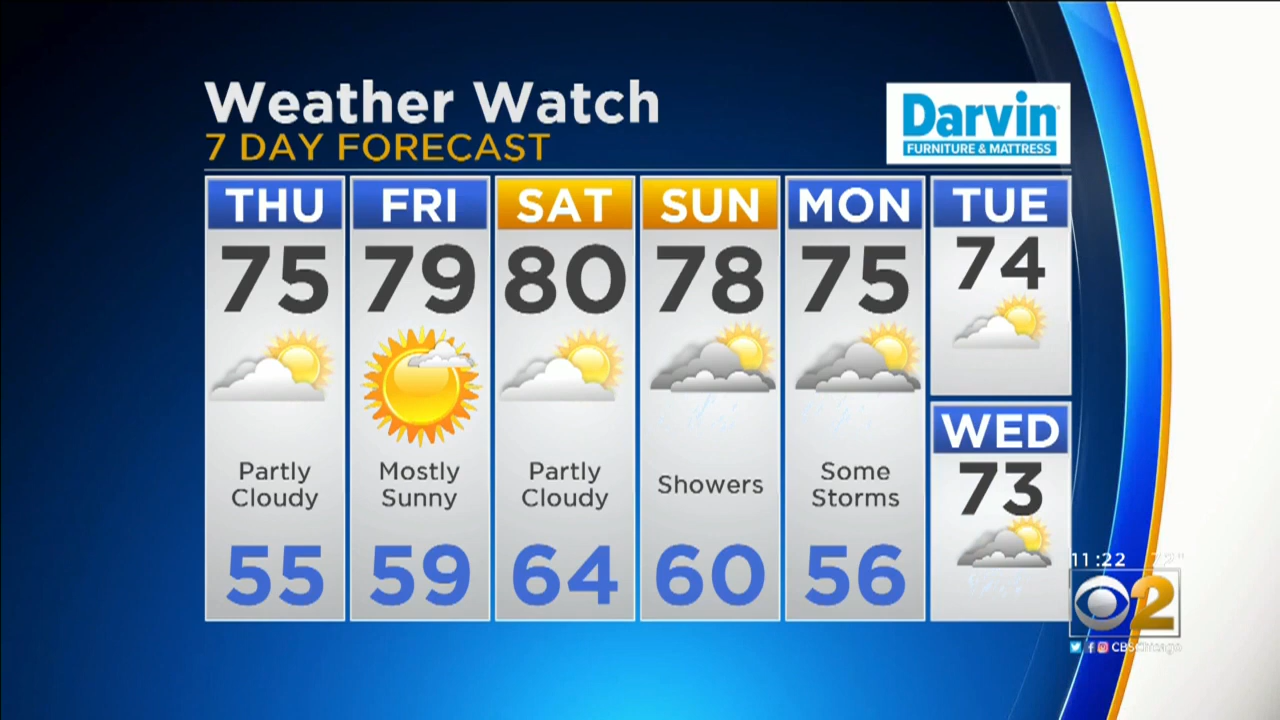 Weather Watch
7 DAY FORECAST
Darvin
FURNITURE & MATTRESS
THU
75
Partly
Cloudy
55
FRI
79
Mostly
Sunny
59
SAT
80
Partly
Cloudy
64
SUN
78
Showers
60
MON
75
Some
Storms
56
TUE
74
WED
73
11:22
2
CBSChicago